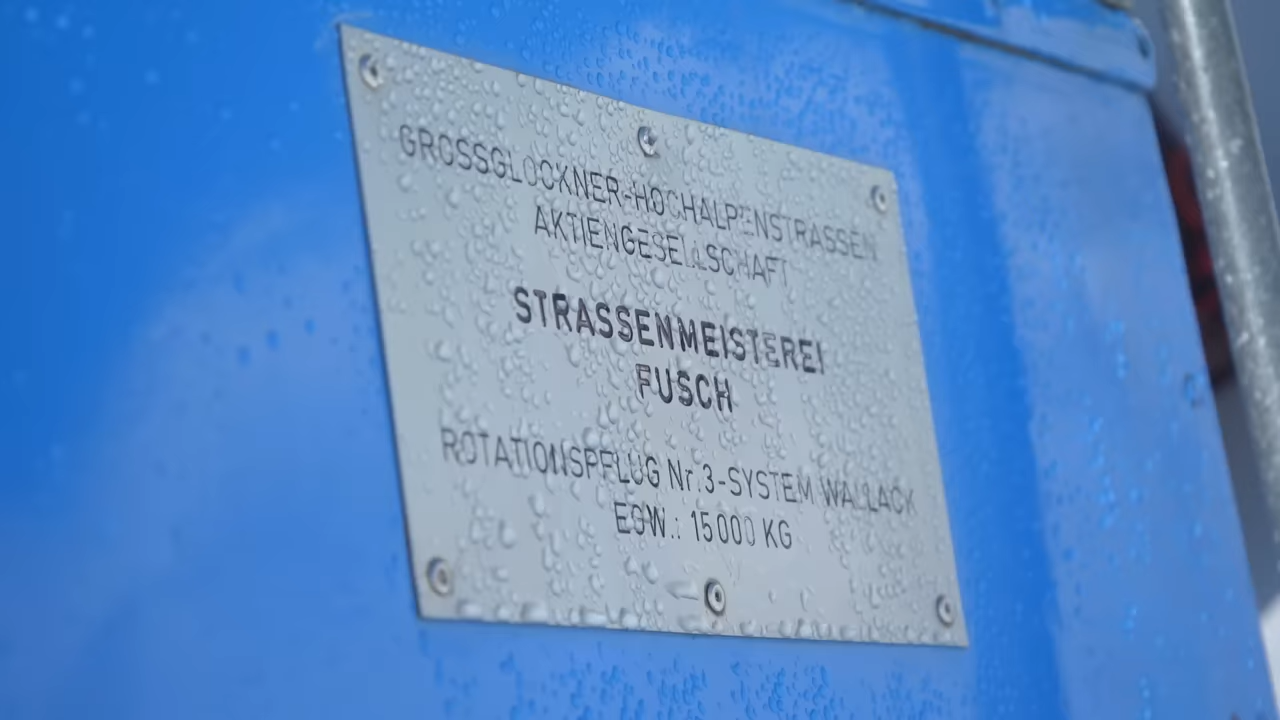 GROSSGLOCKNER-HOCHALPENSTRASSEN
AKTIENGESELLSCHAFT
STRASSENMEISTEREI
FUSCH
ROTATIONSPFLUG Nr.3-SYSTEM WALLACK
EGW.: 15000 KG